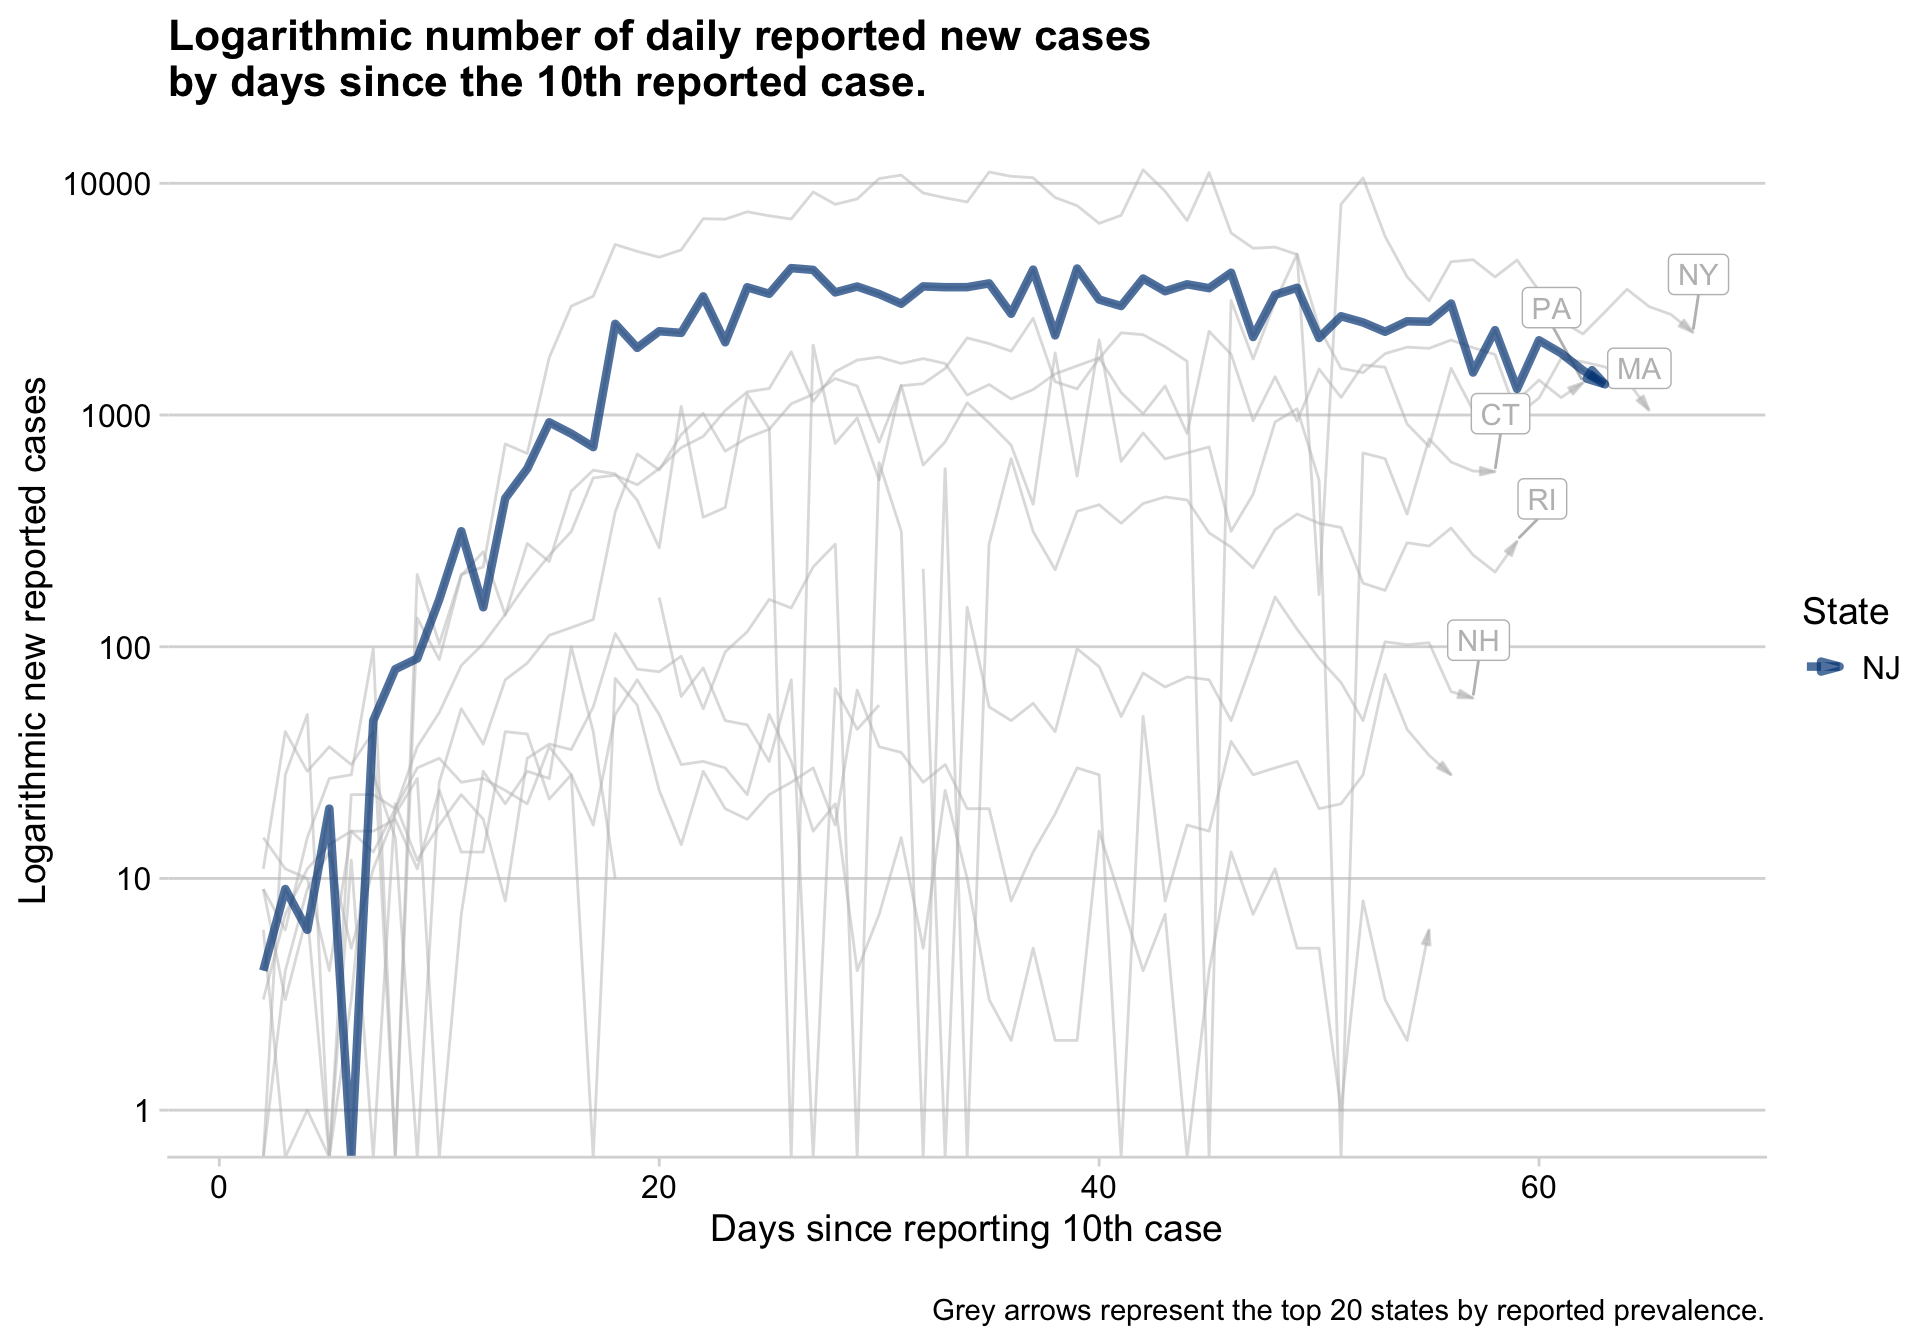 Logarithmic number of daily reported new cases
by days since the 10th reported case.
Logarithmic new reported cases
10000
1000
100
10
1
NY
PA
MA
CT
RI
NH
State
NJ
0 20 40 60
Days since reporting 10th case
Grey arrows represent the top 20 states by reported prevalence.